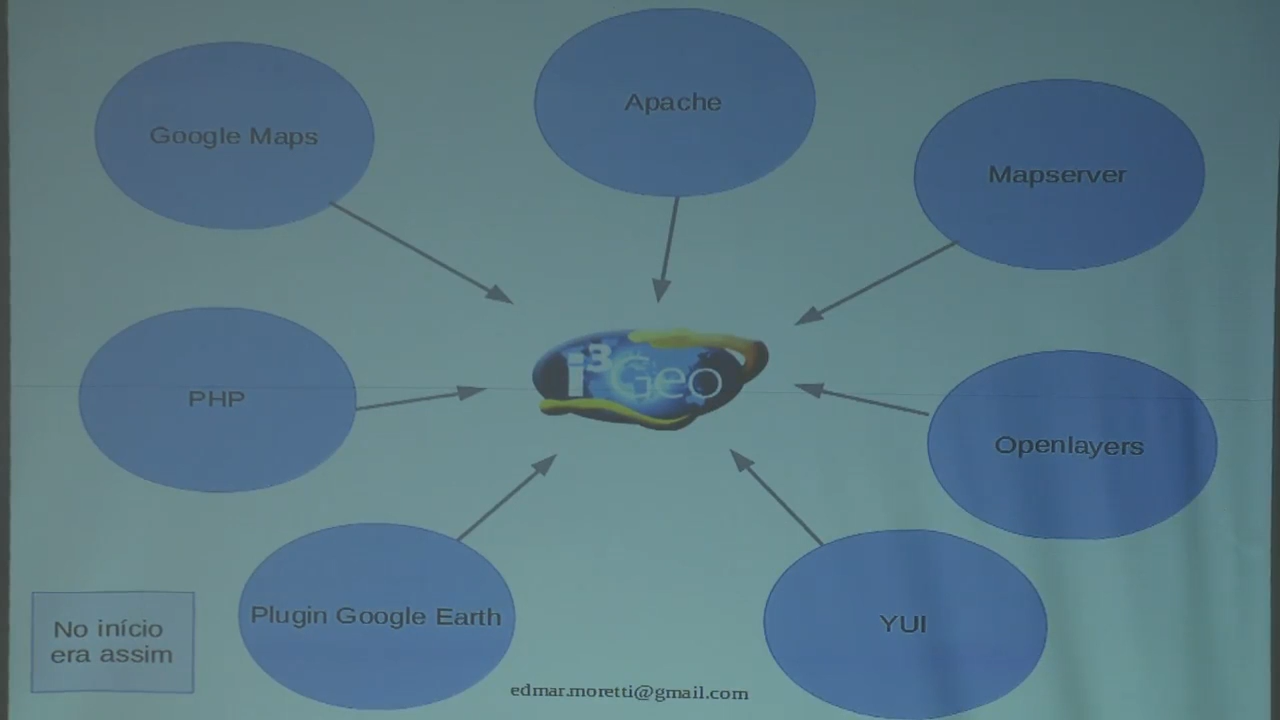 Apache
Google Maps
Mapserver
i³Geo
PHP
Openlayers
Plugin Google Earth
YUI
No início
era assim
edmar.moretti@gmail.com